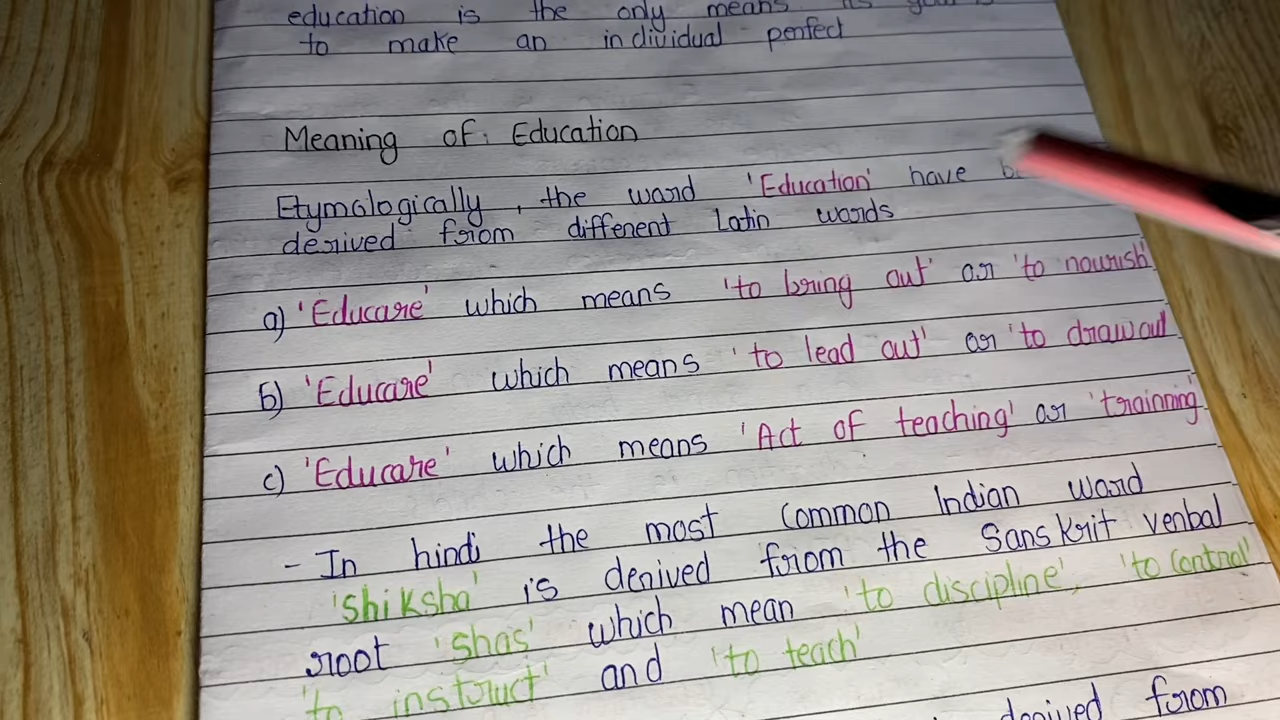 education is the only means
to make an individual perfect
Meaning of Education
Etymologically, the word 'Education' have
derived from different Latin words
a) 'Educare' which means 'to bring out' or 'to nourish'
b) 'Educare' which means 'to lead out' or 'to drawout
c) 'Educare' which means 'Act of teaching' or 'trainning'
- In hindi the most common Indian word
'Shiksha' is derived from the Sanskrit verbal
root 'Shas' which mean 'to discipline', 'to control'
'to instruct' and 'to teach'
derived from